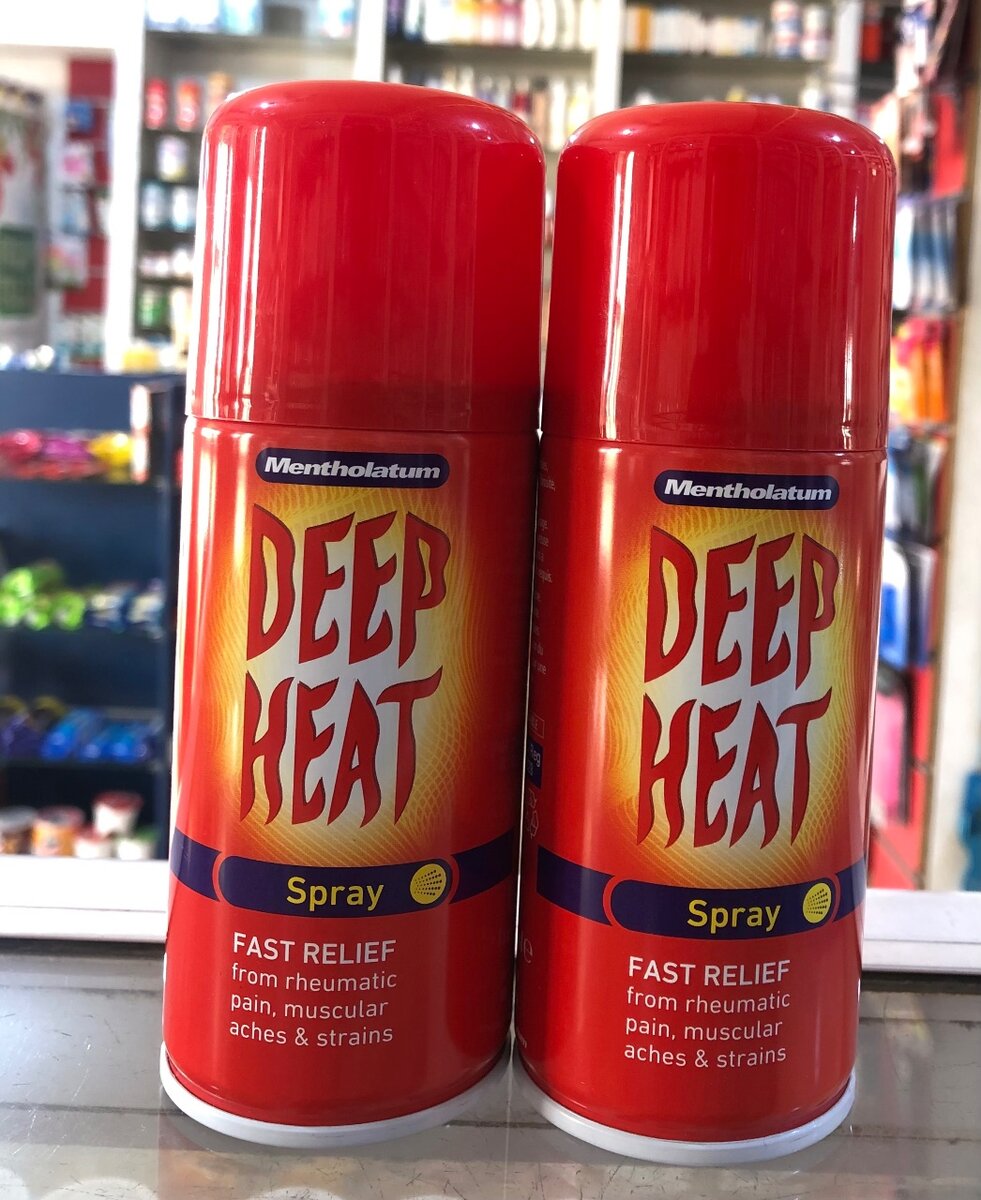 Mentholatum
DEEP
HEAT
Spray
FAST RELIEF
from rheumatic
pain, muscular
aches & strains
Mentholatum
DEEP
HEAT
Spray
FAST RELIEF
from rheumatic
pain, muscular
aches & strains